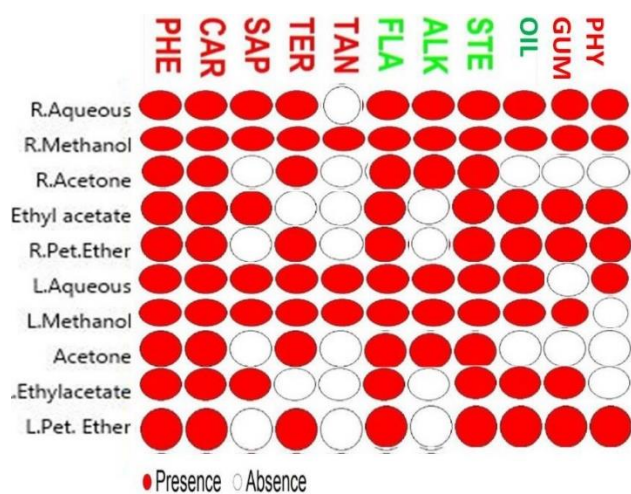 PHE CAR SAP TER TAN FLA ALK STE OIL GUM PHY
R.Aqueous
R.Methanol
R.Acetone
Ethyl acetate
R.Pet.Ether
L.Aqueous
L.Methanol
Acetone
.Ethylacetate
L.Pet. Ether
Presence Absence